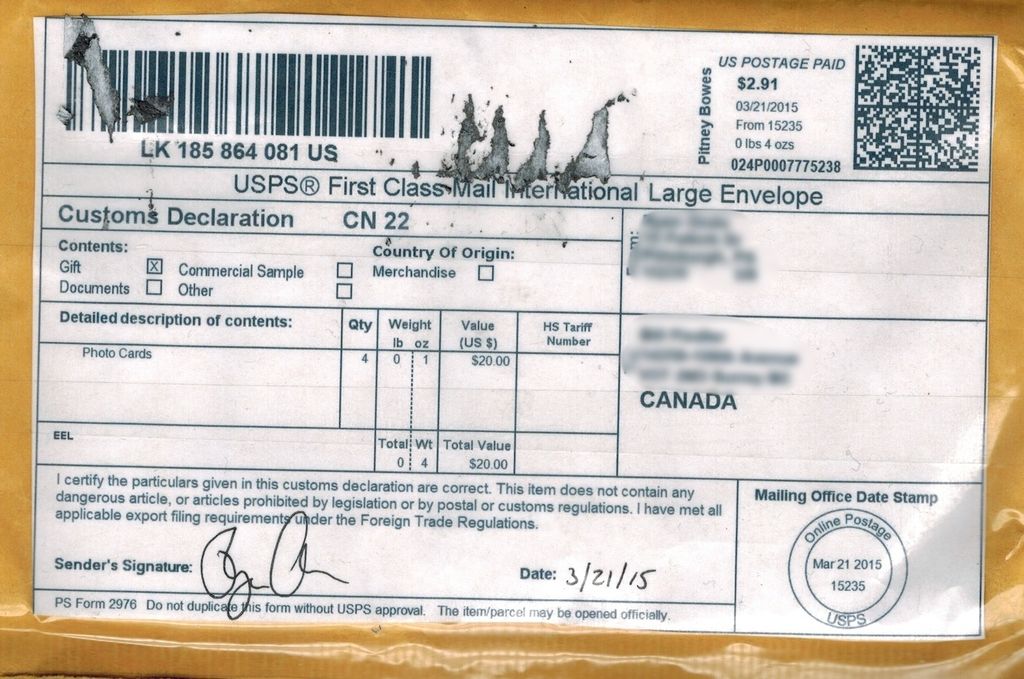 LK 185 864 081 US
Pitney Bowes
US POSTAGE PAID
$2.91
03/21/2015
From 15235
0 lbs 4 ozs
024P0007775238
USPS® First Class Mail International Large Envelope
Customs Declaration CN 22
Contents: Country Of Origin:
Gift X Commercial Sample Merchandise
Documents Other
Detailed description of contents: Qty Weight lb oz Value (US $) HS Tariff Number
Photo Cards 4 0 1 $20.00
CANADA
EEL Total Wt Total Value
0 4 $20.00
I certify the particulars given in this customs declaration are correct. This item does not contain any
dangerous article, or articles prohibited by legislation or by postal or customs regulations. I have met all
applicable export filing requirements under the Foreign Trade Regulations.
Sender's Signature: Date: 3/21/15
Mailing Office Date Stamp
Online Postage
Mar 21 2015
15235
USPS
PS Form 2976 Do not duplicate this form without USPS approval. The item/parcel may be opened officially.